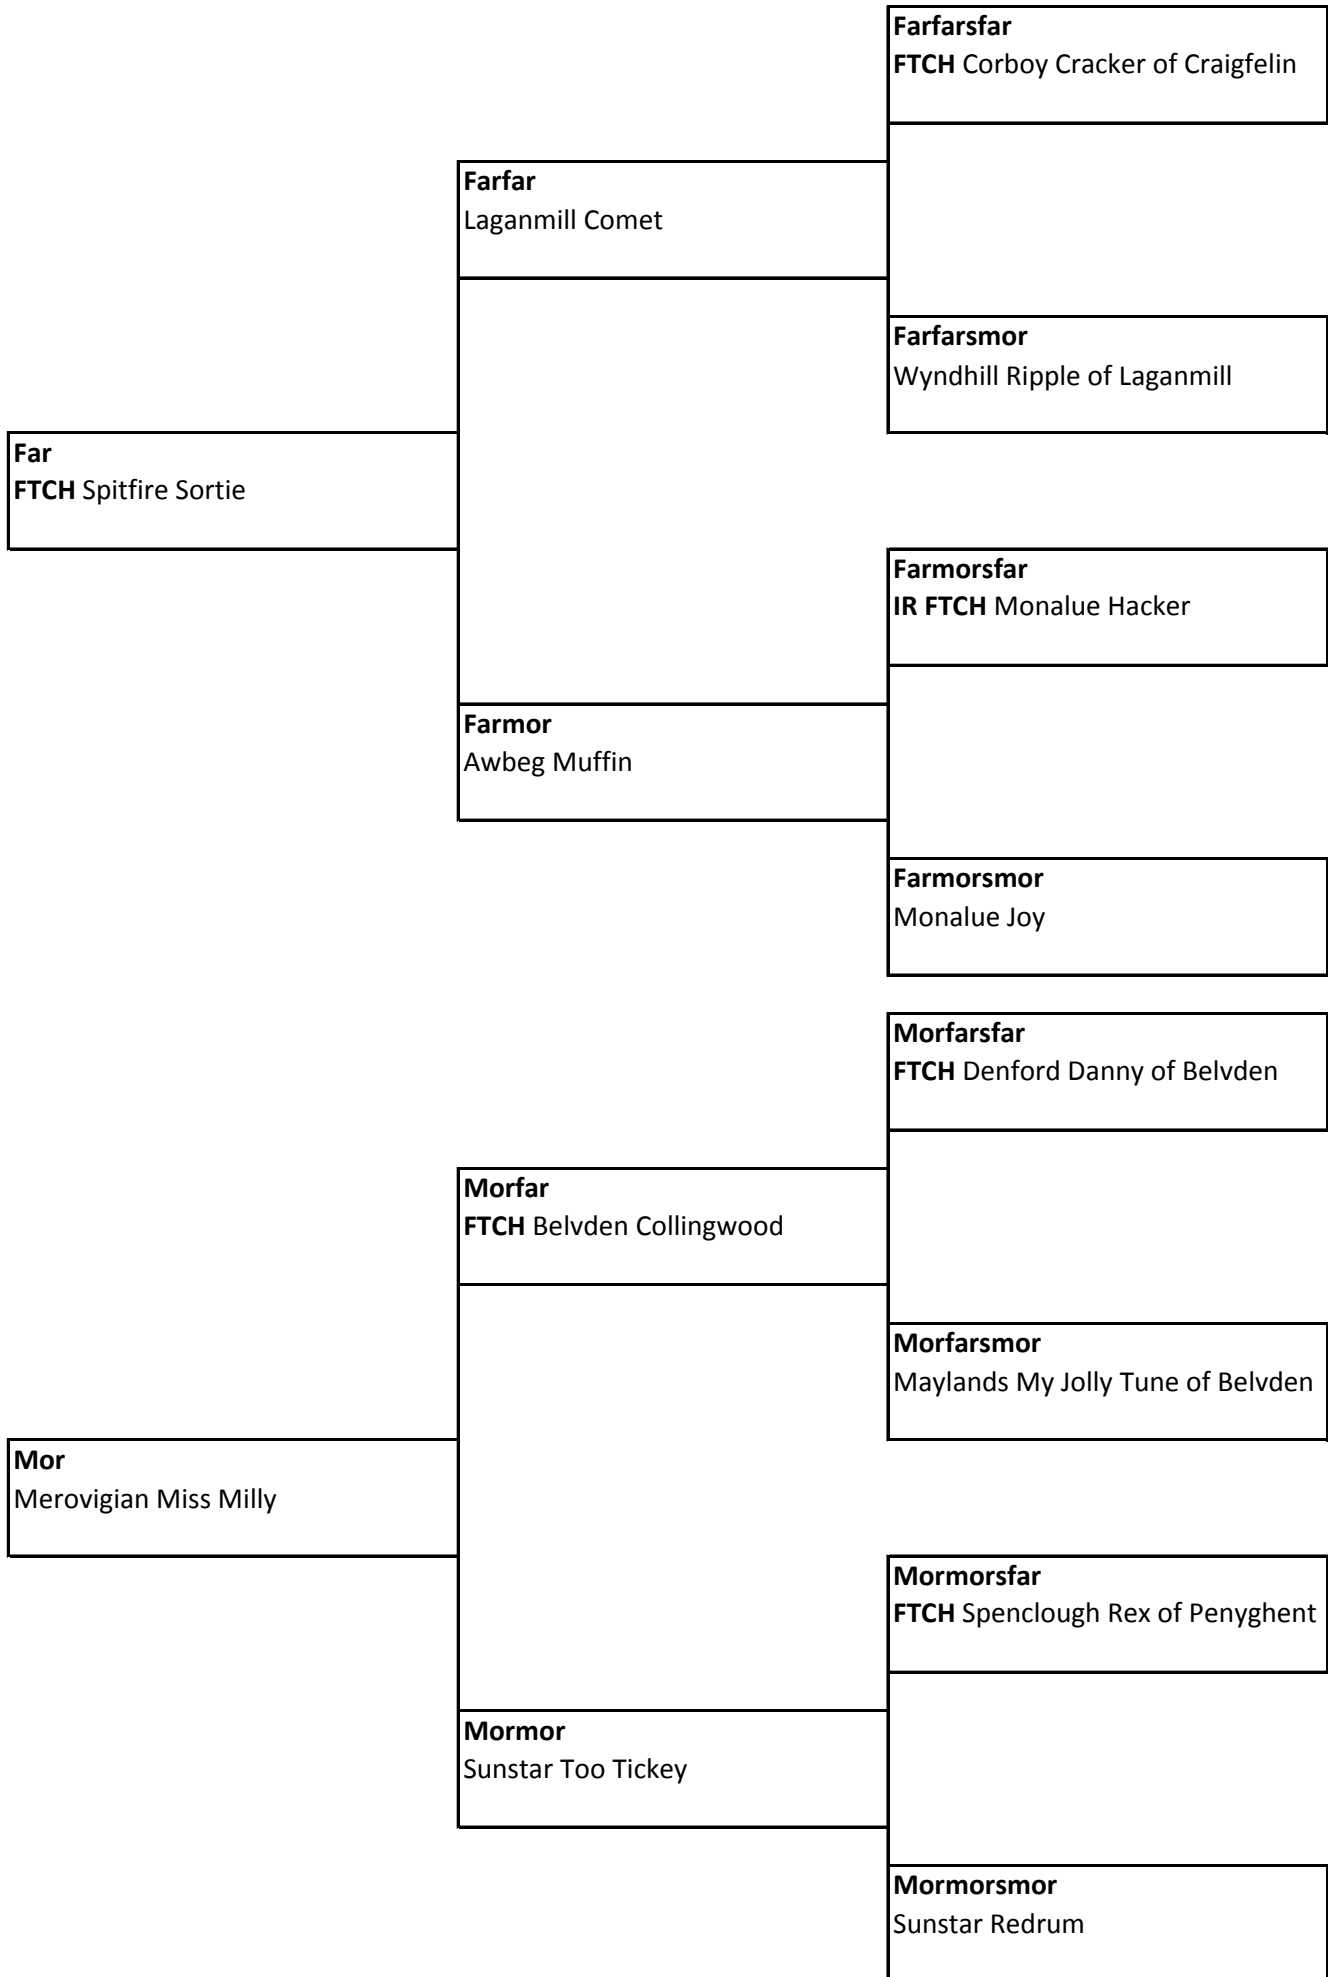 Farfarsfar
FTCH Corboy Cracker of Craigfelin
Farfar
Laganmill Comet
Farfarsmor
Wyndhill Ripple of Laganmill
Far
FTCH Spitfire Sortie
Farmorsfar
IR FTCH Monalue Hacker
Farmor
Awbeg Muffin
Farmorsmor
Monalue Joy
Morfarsfar
FTCH Denford Danny of Belvden
Morfar
FTCH Belvden Collingwood
Morfarsmor
Maylands My Jolly Tune of Belvden
Mor
Merovigian Miss Milly
Mormorsfar
FTCH Spenclough Rex of Penyghent
Mormor
Sunstar Too Tickey
Mormorsmor
Sunstar Redrum